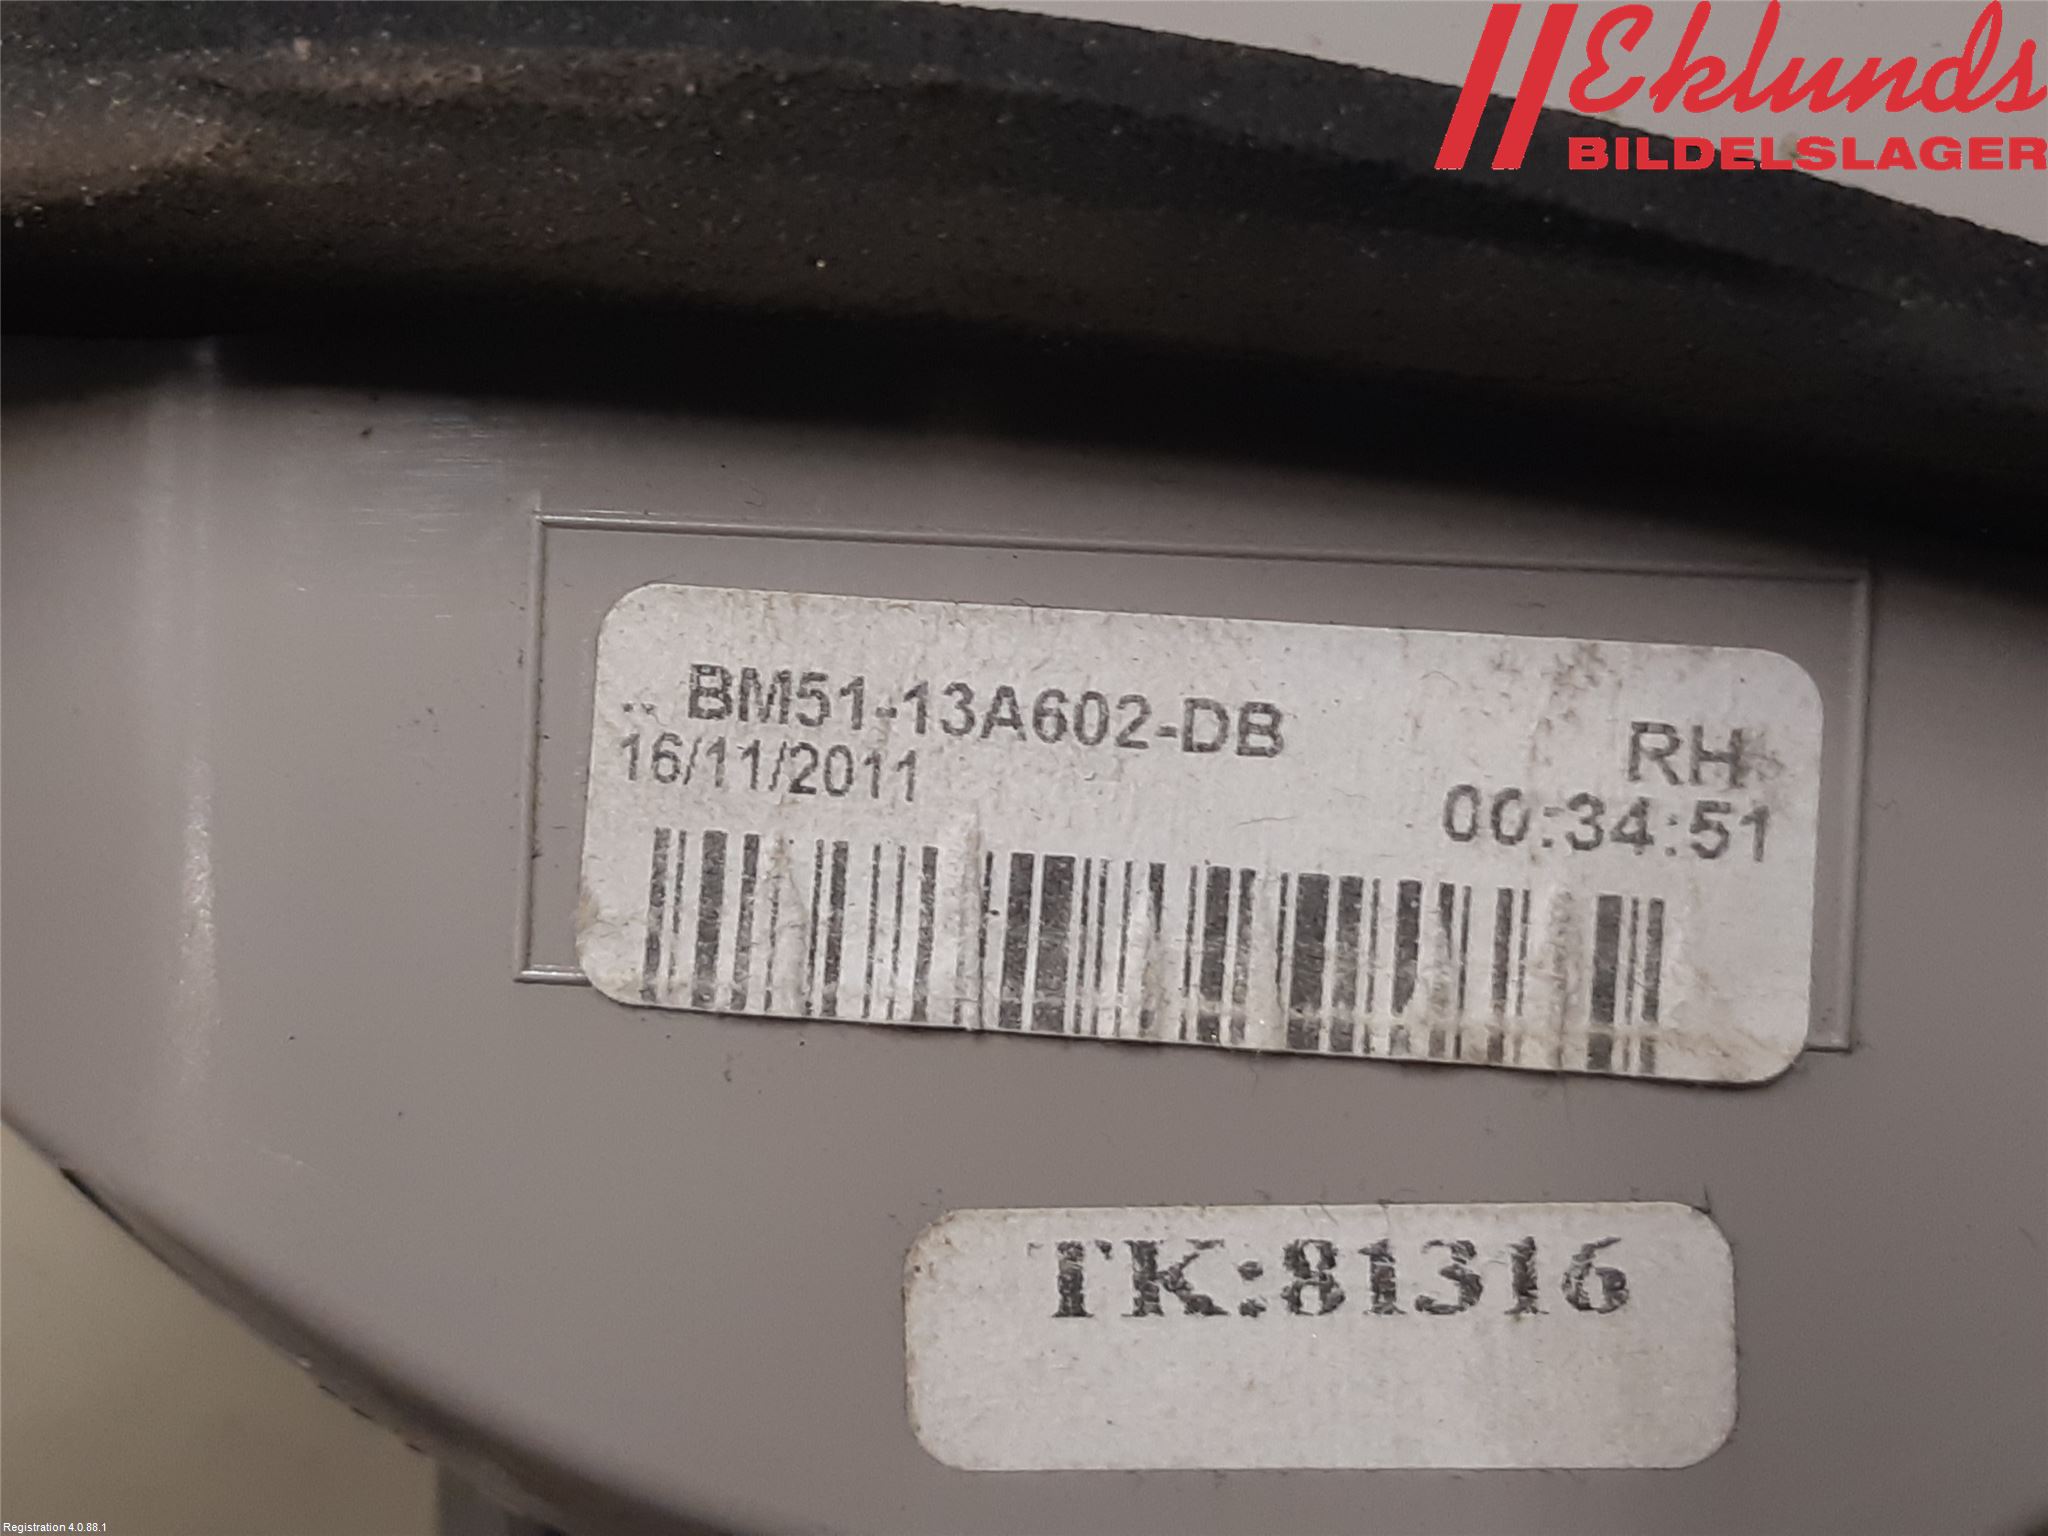 Eklunds
BILDELSLAGER
.. BM51-13A602-DB RH
16/11/2011 00:34:51
TK:81316
Registration 4.0.88.1